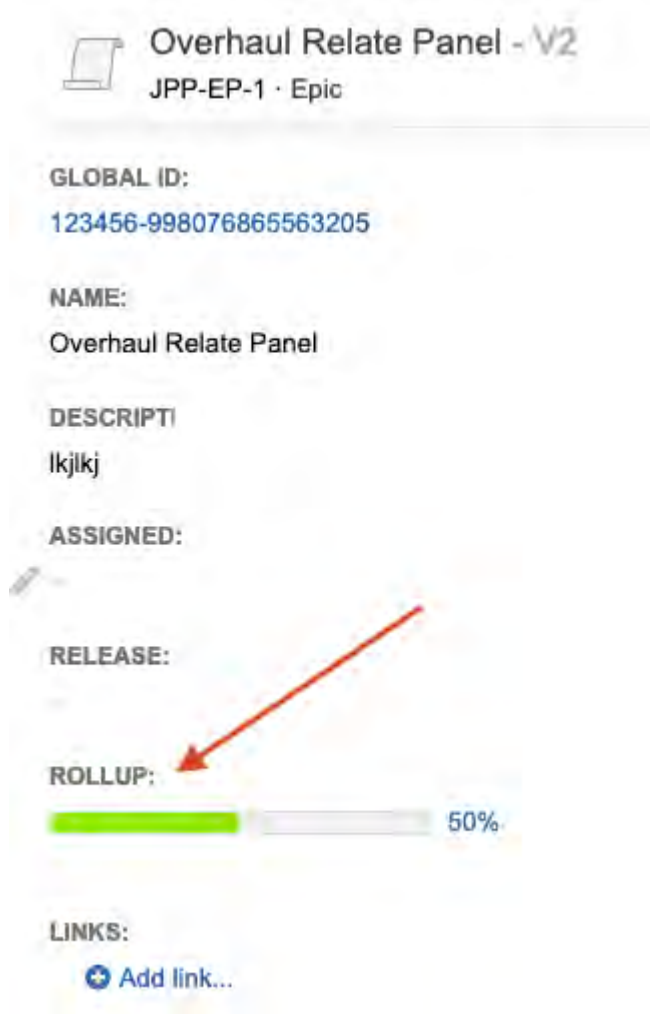 Overhaul Relate Panel - V2
JPP-EP-1 · Epic
GLOBAL ID:
123456-998076865563205
NAME:
Overhaul Relate Panel
DESCRIPTI
lkjlkj
ASSIGNED:
RELEASE:
ROLLUP:
50%
LINKS:
Add link...